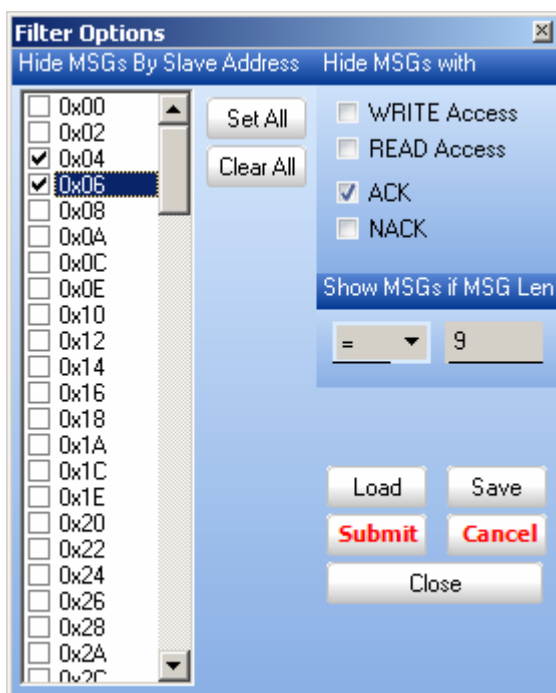 Filter Options
Hide MSGs By Slave Address
0x00
0x02
0x04
0x06
0x08
0x0A
0x0C
0x0E
0x10
0x12
0x14
0x16
0x18
0x1A
0x1C
0x1E
0x20
0x22
0x24
0x26
0x28
0x2A
0x2C
Set All
Clear All
Hide MSGs with
WRITE Access
READ Access
ACK
NACK
Show MSGs if MSG Len
= 9
Load Save
Submit Cancel
Close